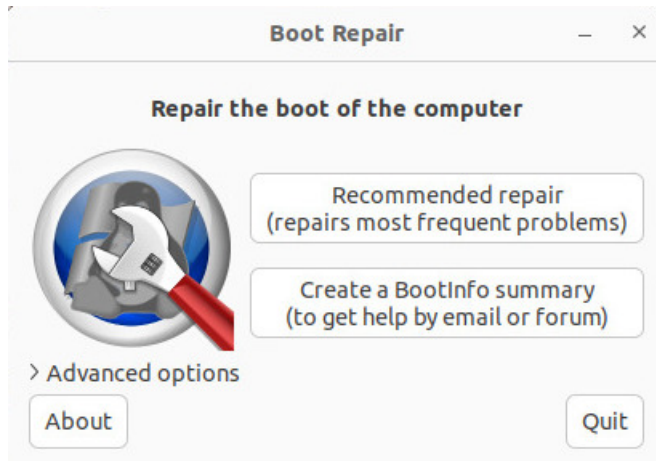 Boot Repair
Repair the boot of the computer
Recommended repair
(repairs most frequent problems)
Create a BootInfo summary
(to get help by email or forum)
Advanced options
About
Quit